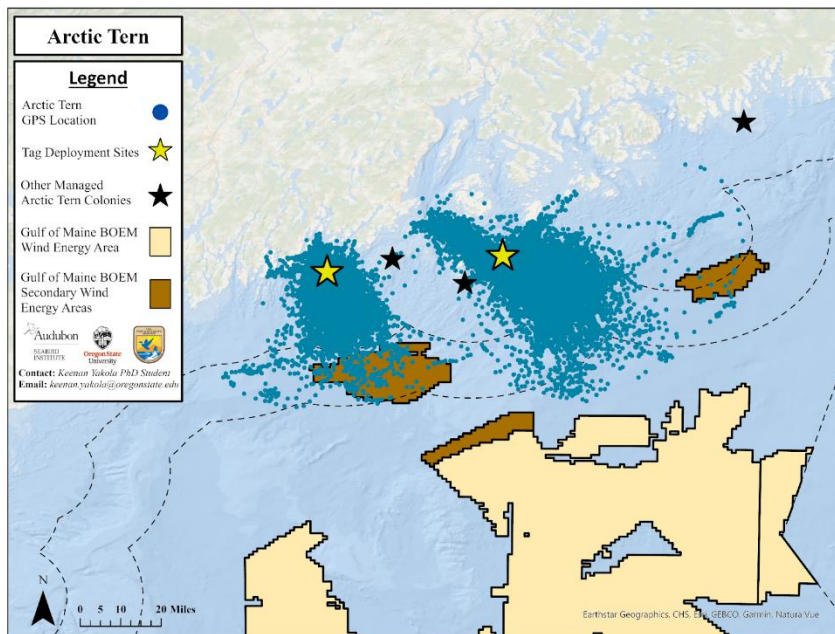 Arctic Tern
Legend
Arctic Tern
GPS Location
Tag Deployment Sites
Other Managed
Arctic Tern Colonies
Gulf of Maine BOEM
Wind Energy Area
Gulf of Maine BOEM
Secondary Wind
Energy Areas
Audubon
SEABIRD
INSTITUTE
Oregon State
University
Contact: Keenan Yakola PhD Student
Email: keenan.yakola@oregonstate.edu
N
0 5 10 20 Miles
Earthstar Geographics, CHS, Esri, GEBCO, Garmin, Natura Vue